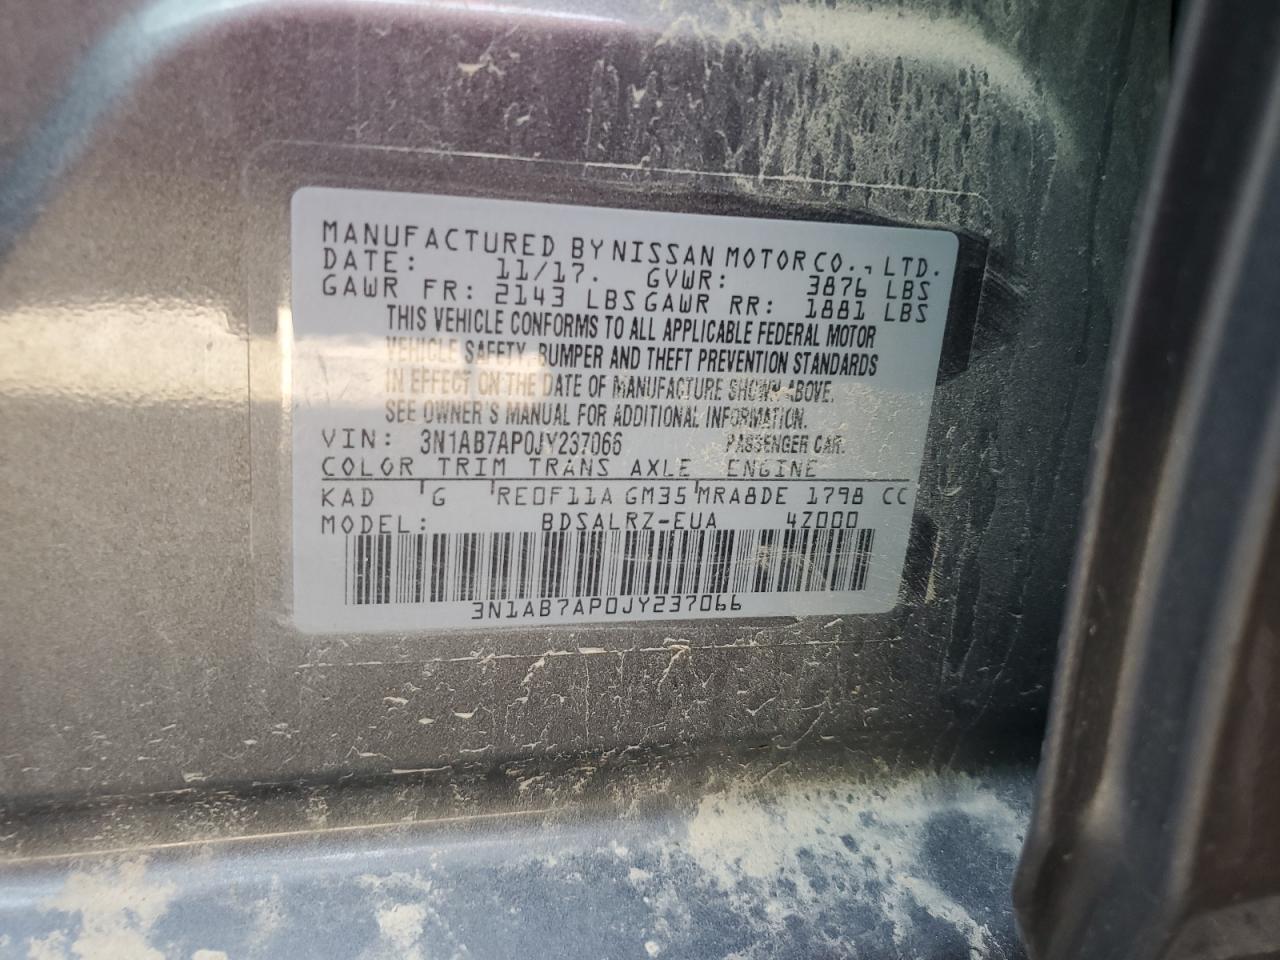 MANUFACTURED BY NISSAN MOTOR CO., LTD.
DATE: 11/17. GVWR: 3876 LBS
GAWR FR: 2143 LBS GAWR RR: 1881 LBS
THIS VEHICLE CONFORMS TO ALL APPLICABLE FEDERAL MOTOR
VEHICLE SAFETY, BUMPER AND THEFT PREVENTION STANDARDS
IN EFFECT ON THE DATE OF MANUFACTURE SHOWN ABOVE.
SEE OWNER'S MANUAL FOR ADDITIONAL INFORMATION.
VIN: 3N1AB7AP0JY237066 PASSENGER CAR.
COLOR TRIM TRANS AXLE ENGINE
KAD G RE0F11A GM35 MRA8DE 1798 CC
MODEL: BDSALRZ-EUA 4Z000
3N1AB7AP0JY237066